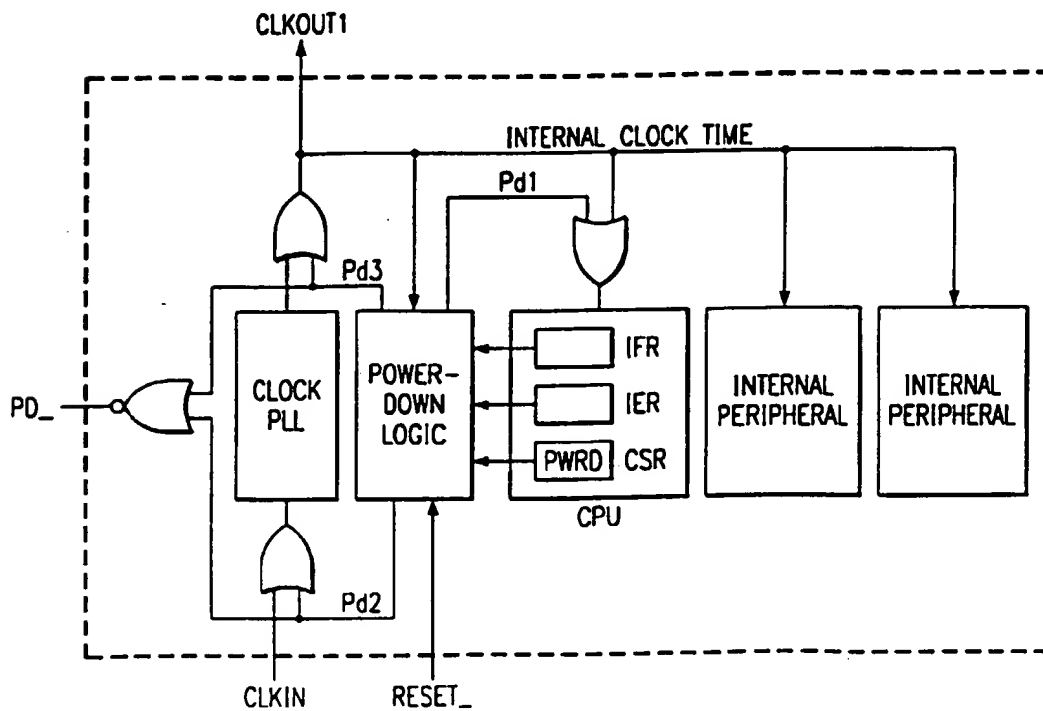 CLKOUT1
INTERNAL CLOCK TIME
Pd1
Pd3
IFR
CLOCK
PLL
POWER-
DOWN
LOGIC
IER
INTERNAL
PERIPHERAL
INTERNAL
PERIPHERAL
PD_
PWRD
CSR
CPU
Pd2
CLKIN
RESET_